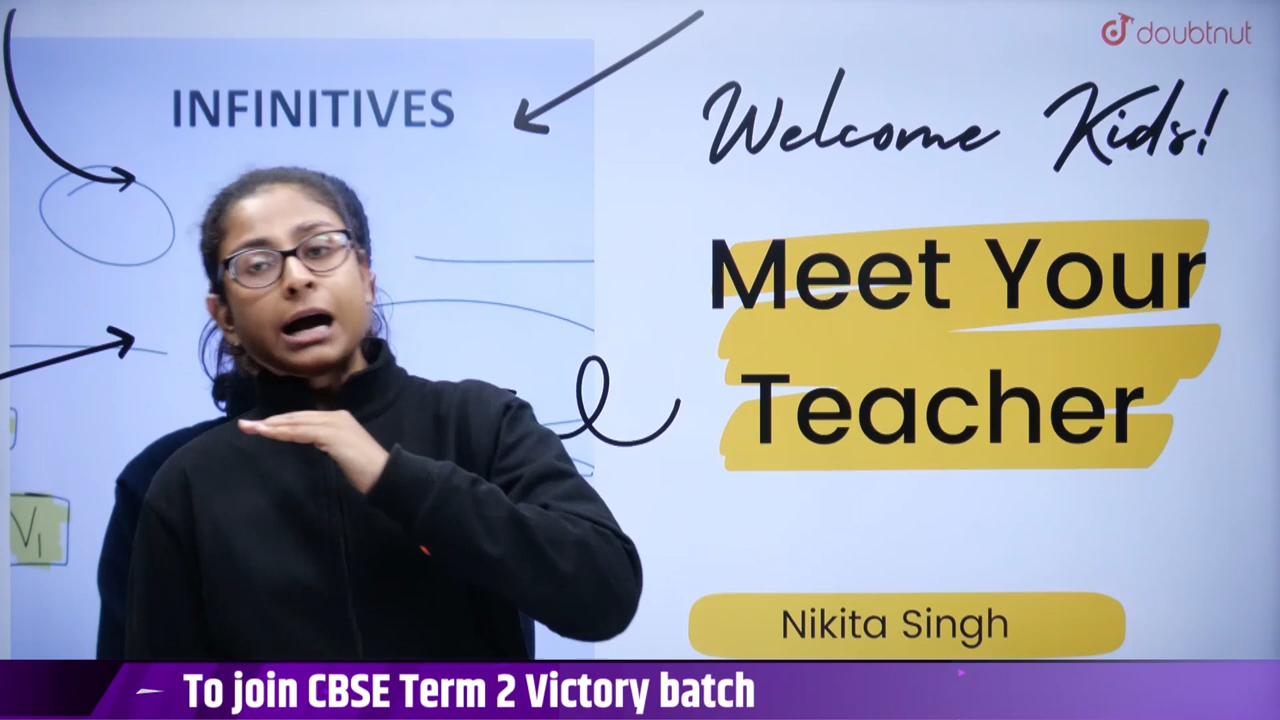 doubtnut
INFINITIVES
Welcome Kids!
Meet Your
Teacher
V1
Nikita Singh
To join CBSE Term 2 Victory batch